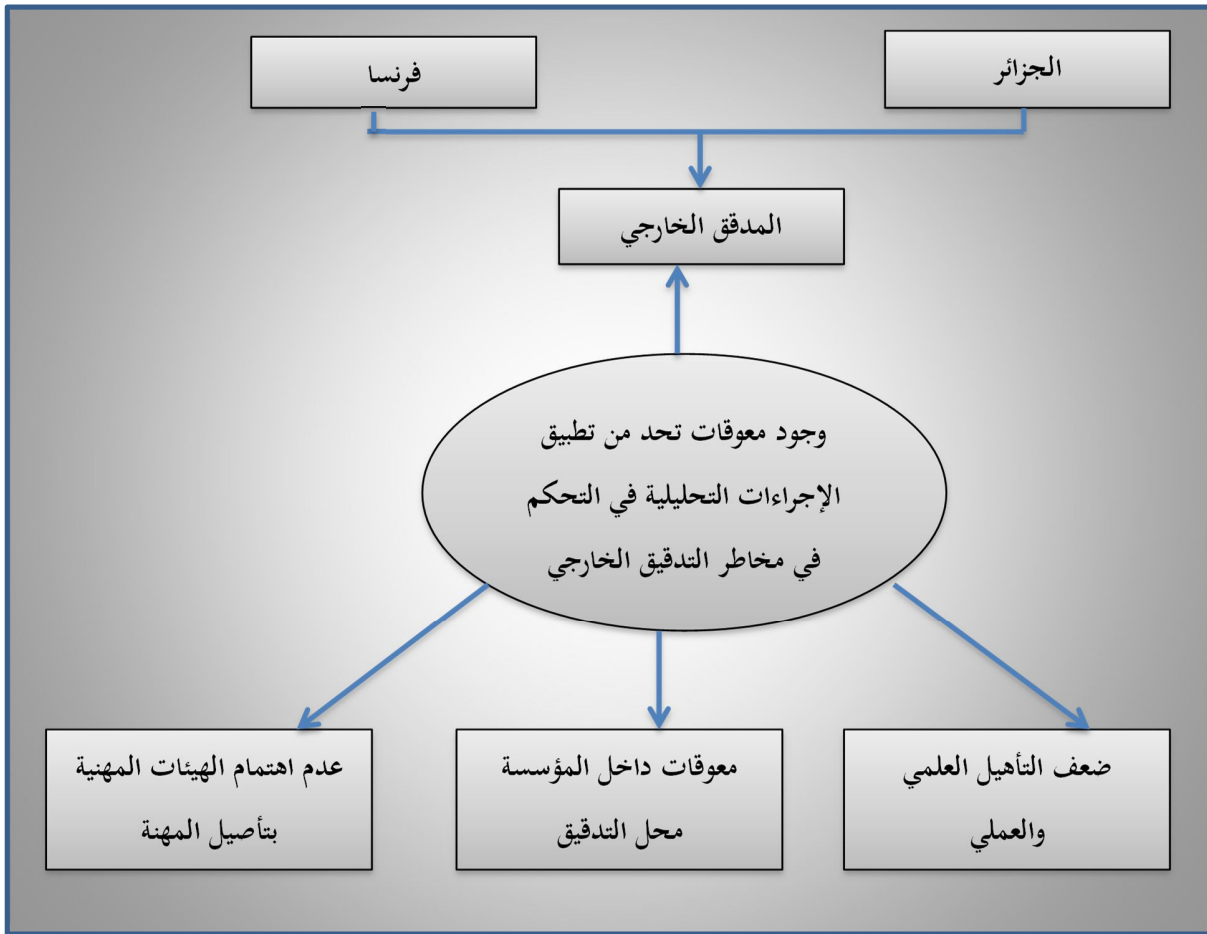 الجزائر
فرنسا
المدقق الخارجي
وجود معوقات تحد من تطبيق
الإجراءات التحليلية في التحكم
في مخاطر التدقيق الخارجي
ضعف التأهيل العلمي
والعملي
معوقات داخل المؤسسة
محل التدقيق
عدم اهتمام الهيئات المهنية
بتأصيل المهنة